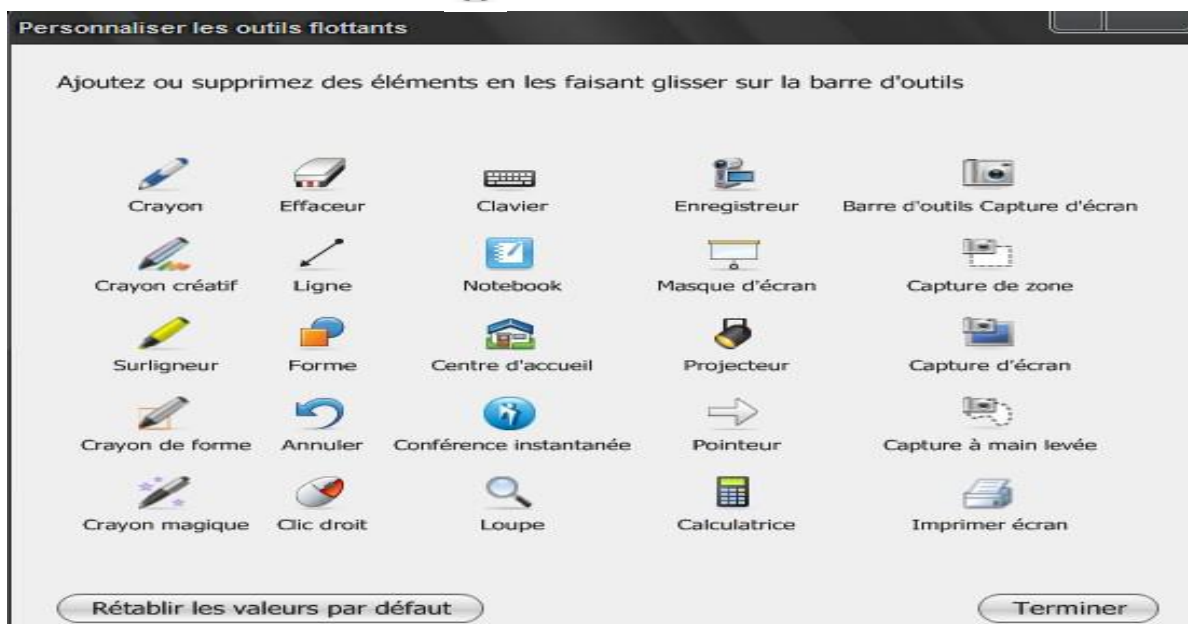 Personnaliser les outils flottants
Ajoutez ou supprimez des éléments en les faisant glisser sur la barre d'outils
Crayon Effaceur Clavier Enregistreur Barre d'outils Capture d'écran
Crayon créatif Ligne Notebook Masque d'écran Capture de zone
Surligneur Forme Centre d'accueil Projecteur Capture d'écran
Crayon de forme Annuler Conférence instantanée Pointeur Capture à main levée
Crayon magique Clic droit Loupe Calculatrice Imprimer écran
Rétablir les valeurs par défaut Terminer